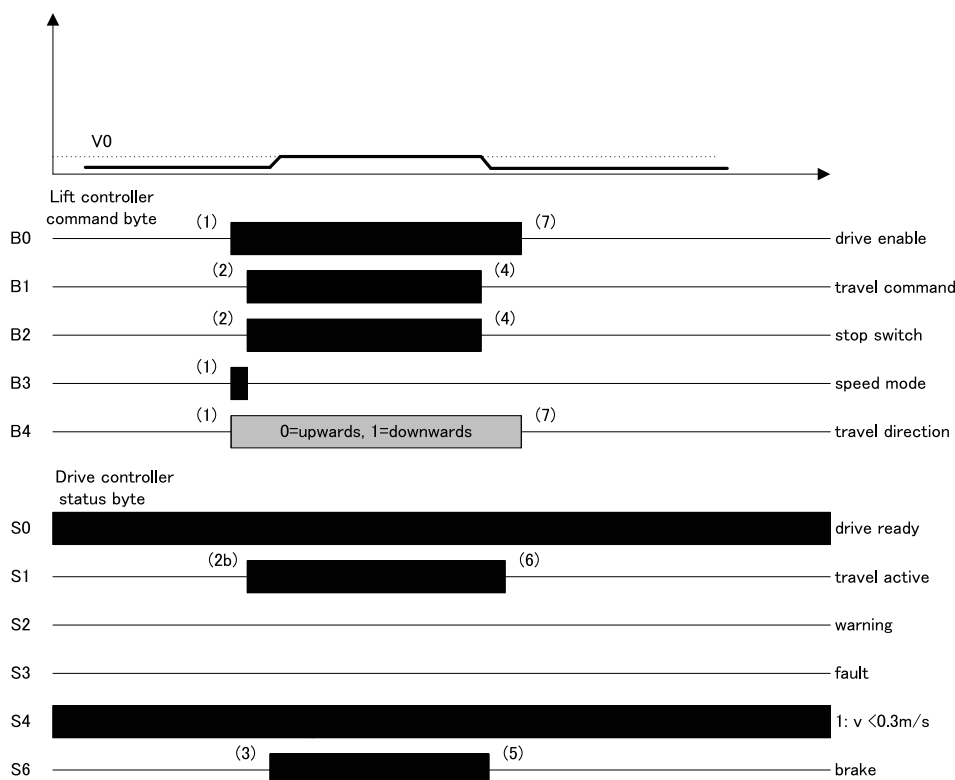 V0
Lift controller
command byte
B0 (1) (7) drive enable
B1 (2) (4) travel command
B2 (2) (4) stop switch
B3 (1) speed mode
B4 (1) 0=upwards, 1=downwards (7) travel direction
Drive controller
status byte
S0 drive ready
S1 (2b) (6) travel active
S2 warning
S3 fault
S4 1: v <0.3m/s
S6 (3) (5) brake